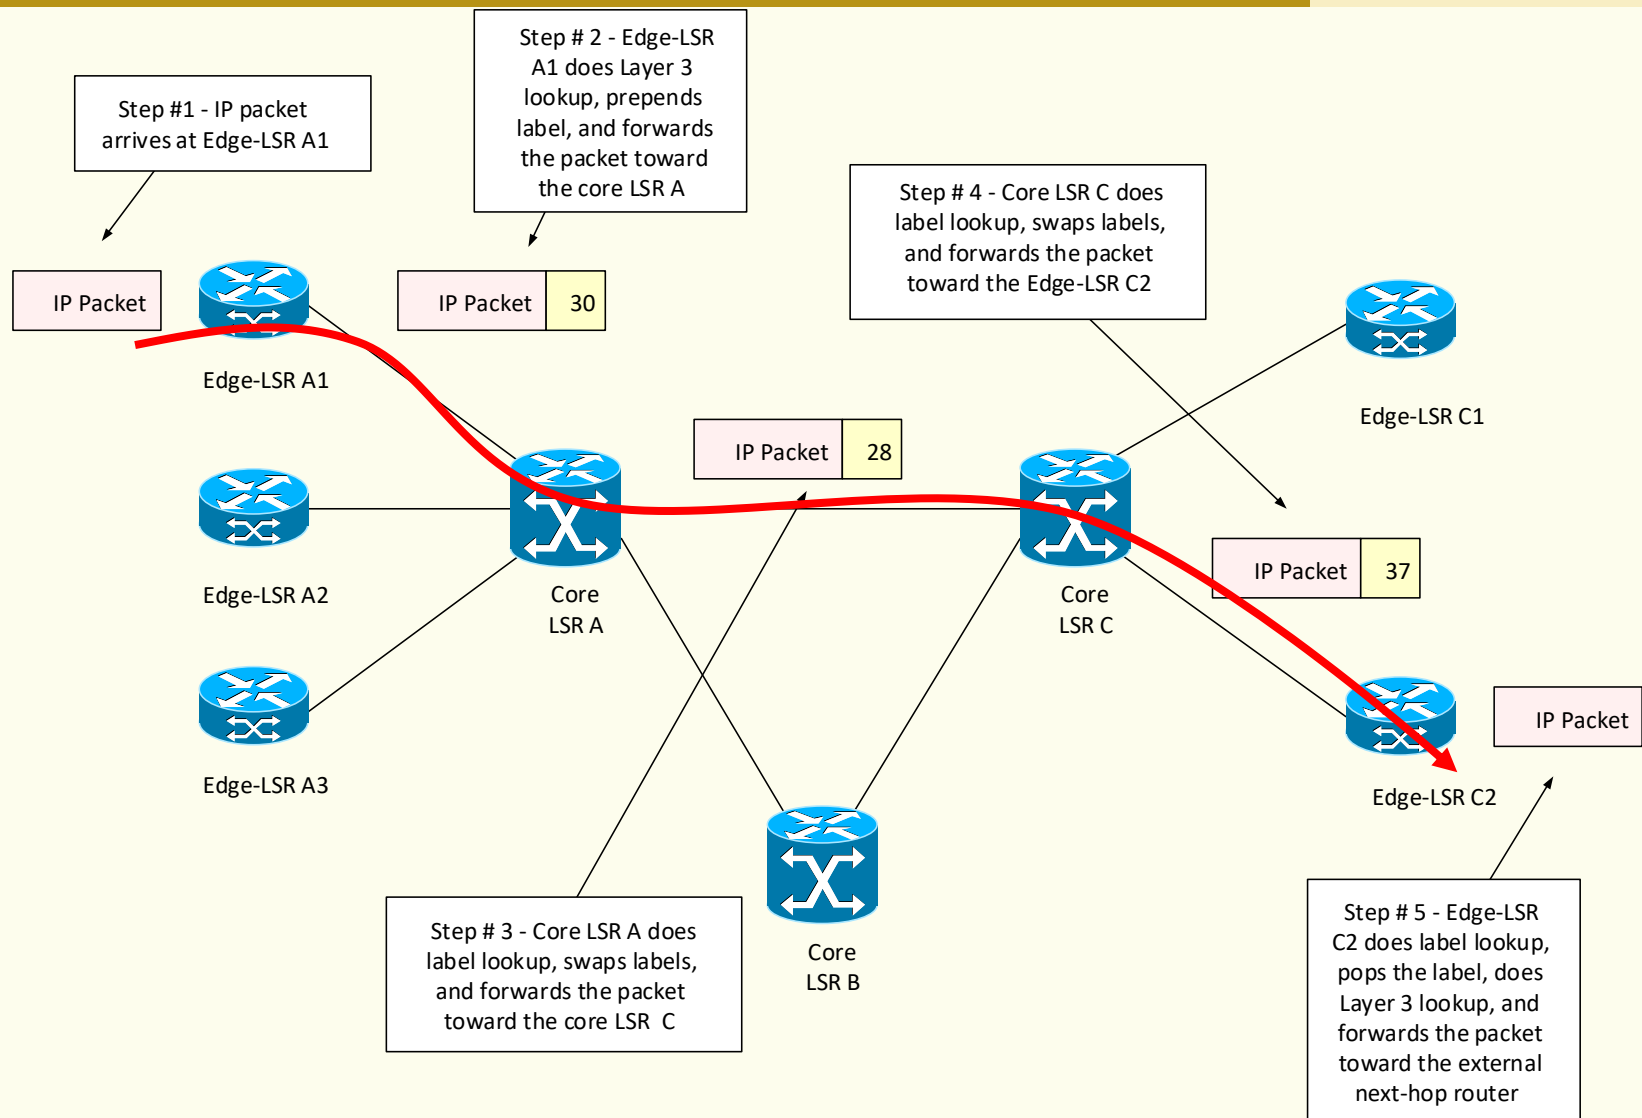 Step #1 - IP packet
arrives at Edge-LSR A1
Step # 2 - Edge-LSR
A1 does Layer 3
lookup, prepends
label, and forwards
the packet toward
the core LSR A
Step # 4 - Core LSR C does
label lookup, swaps labels,
and forwards the packet
toward the Edge-LSR C2
IP Packet
IP Packet 30
Edge-LSR A1
Edge-LSR C1
IP Packet 28
IP Packet 37
Edge-LSR A2
Core
LSR A
Core
LSR C
IP Packet
Edge-LSR A3
Edge-LSR C2
Step # 3 - Core LSR A does
label lookup, swaps labels,
and forwards the packet
toward the core LSR C
Core
LSR B
Step # 5 - Edge-LSR
C2 does label lookup,
pops the label, does
Layer 3 lookup, and
forwards the packet
toward the external
next-hop router